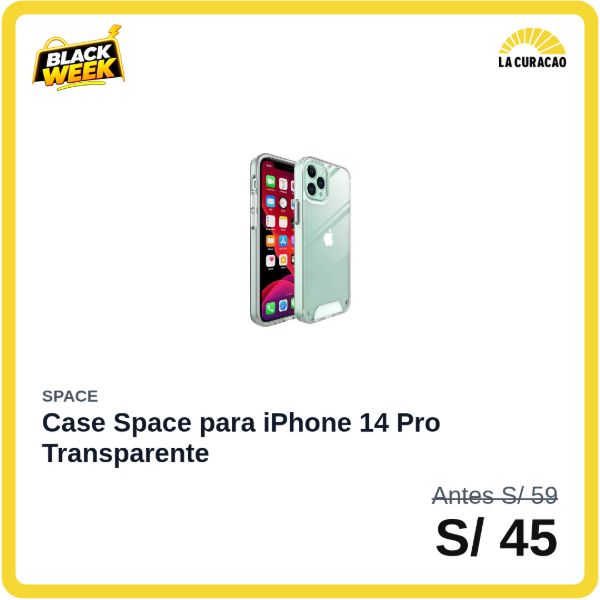 BLACK
WEEK
LA CURACAO
SPACE
Case Space para iPhone 14 Pro
Transparente
Antes S/ 59
S/ 45